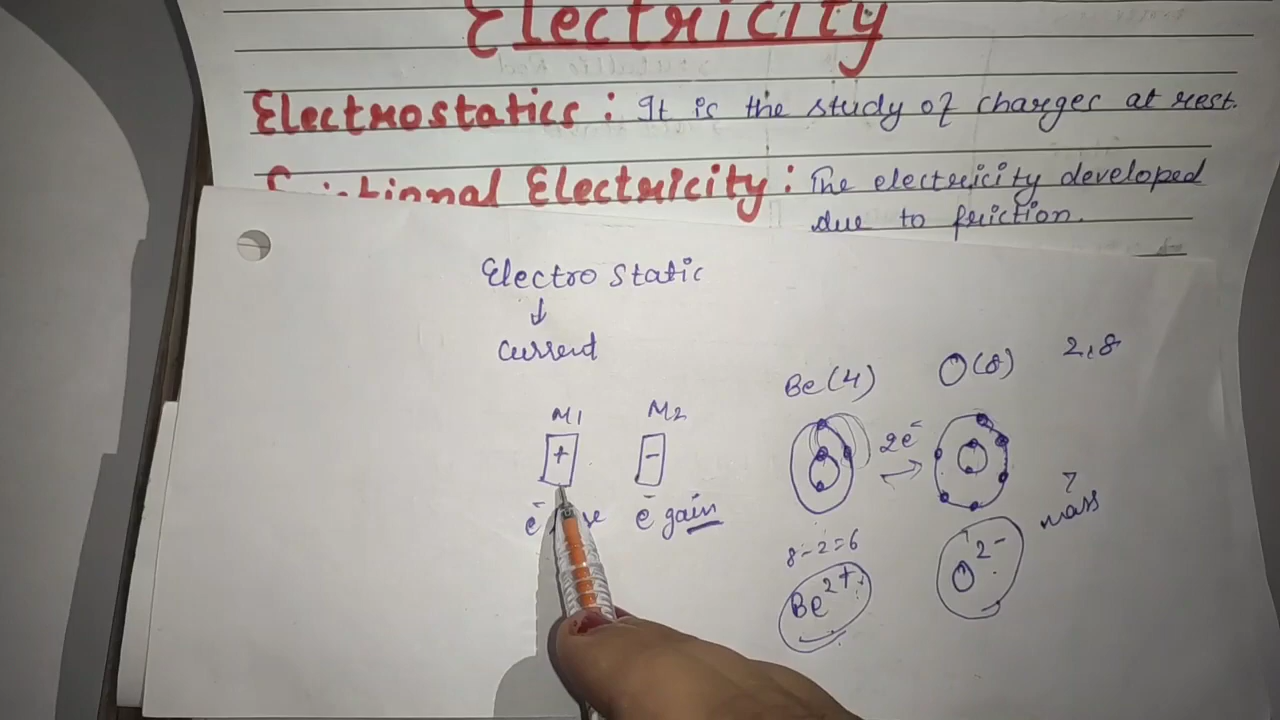 Electricity
Electrostatics : It is the study of charges at rest.
Frictional Electricity : The electricity developed
due to friction.
Electro Static
↓
Current
M1 M2
+ -
e⁻ e⁻ gain
Be(4) O(8) 2,8
2e⁻
8-2=6
Be²⁺ O²⁻
mass